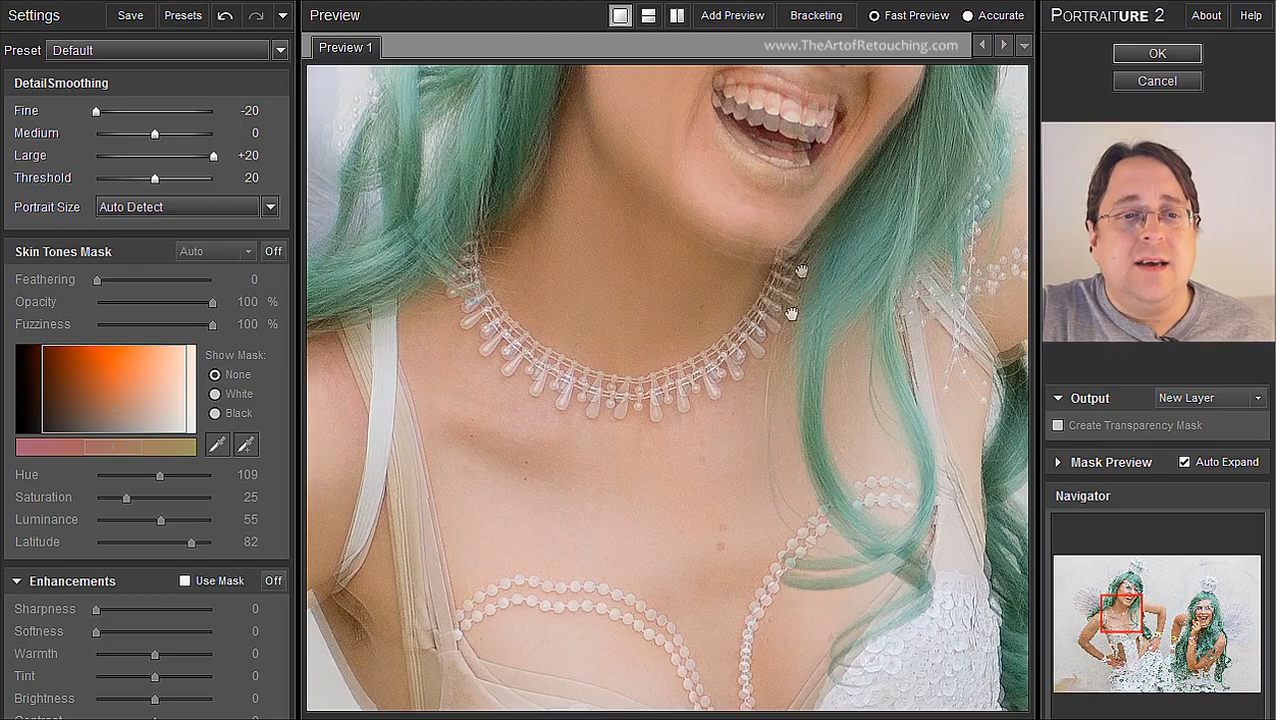 Settings Save Presets
Preset Default
DetailSmoothing
Fine -20
Medium 0
Large +20
Threshold 20
Portrait Size Auto Detect
Skin Tones Mask Auto Off
Feathering 0
Opacity 100 %
Fuzziness 100 %
Show Mask:
None
White
Black
Hue 109
Saturation 25
Luminance 55
Latitude 82
Enhancements Use Mask Off
Sharpness 0
Softness 0
Warmth 0
Tint 0
Brightness 0
Preview Add Preview Bracketing Fast Preview Accurate
Preview 1 www.TheArtofRetouching.com
PORTRAITURE 2 About Help
OK
Cancel
Output New Layer
Create Transparency Mask
Mask Preview Auto Expand
Navigator